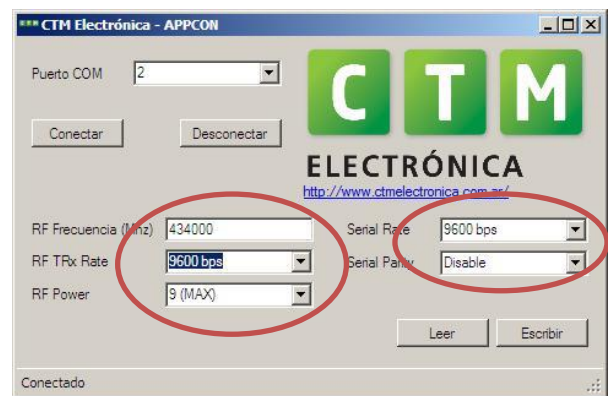 CTM Electrónica - APPCON
Puerto COM 2
Conectar Desconectar
C T M
ELECTRÓNICA
http://www.ctmelectronica.com.ar/
RF Frecuencia (Mhz) 434000 Serial Rate 9600 bps
RF TRx Rate 9600 bps Serial Parity Disable
RF Power 9 (MAX)
Leer Escribir
Conectado